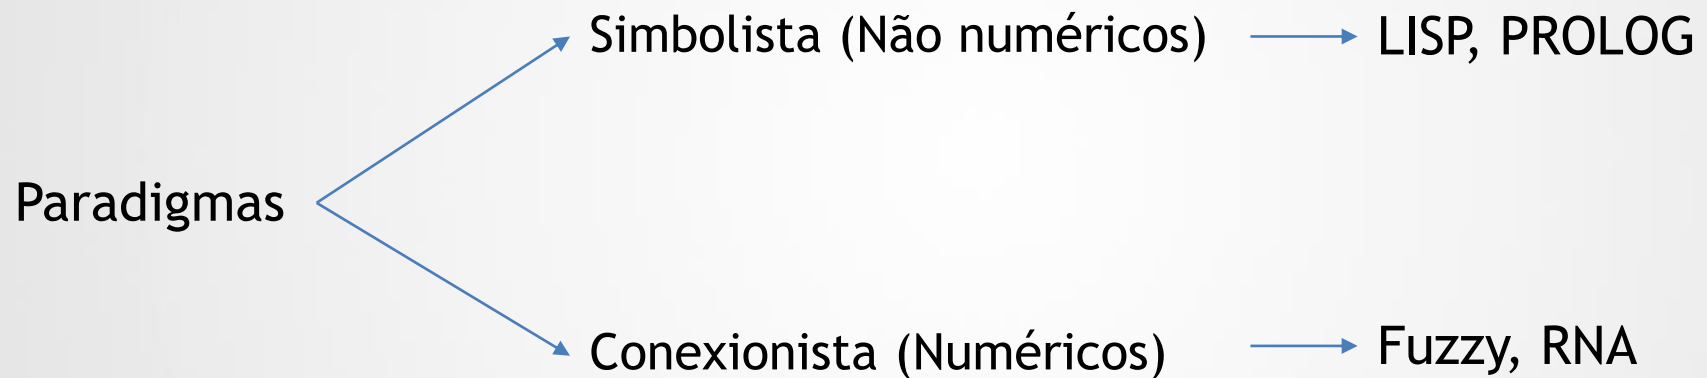 Simbolista (Não numéricos) LISP, PROLOG
Paradigmas
Conexionista (Numéricos) Fuzzy, RNA